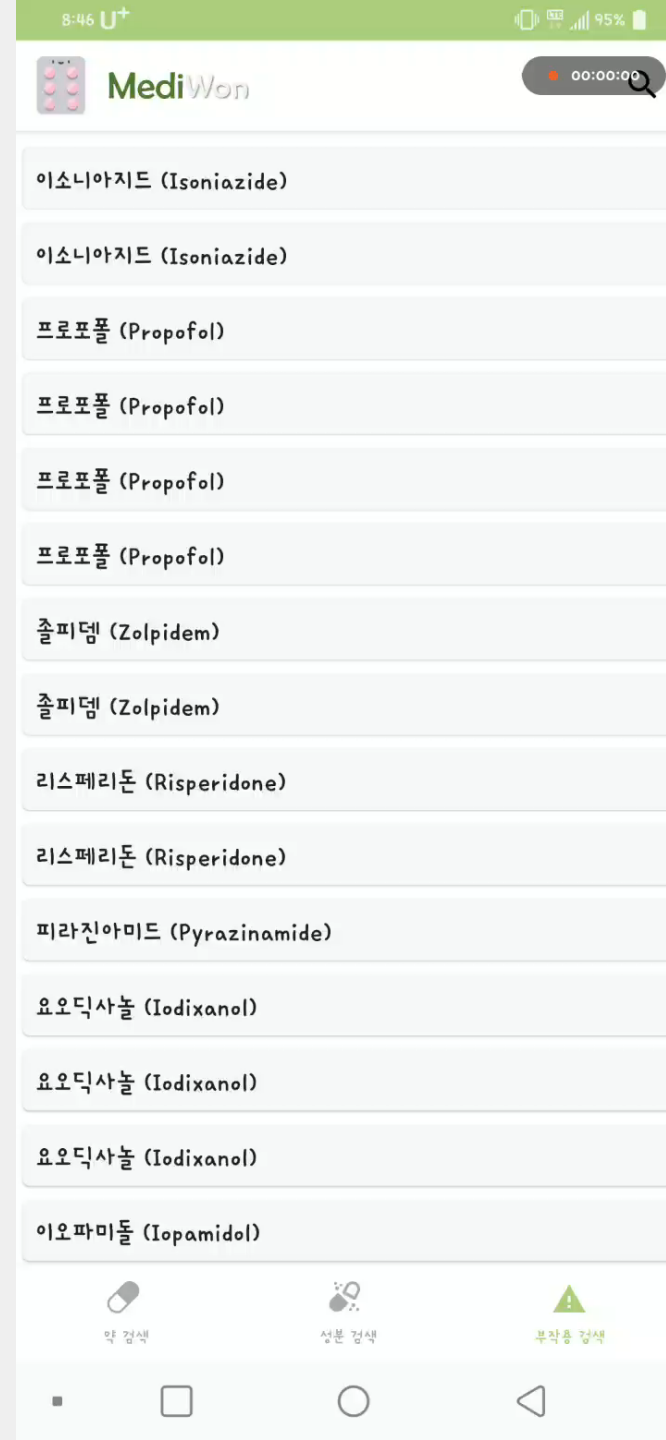 8:46 U+
LTE 95%
MediWon
00:00:00
이소니아지드 (Isoniazide)
이소니아지드 (Isoniazide)
프로포폴 (Propofol)
프로포폴 (Propofol)
프로포폴 (Propofol)
프로포폴 (Propofol)
졸피뎀 (Zolpidem)
졸피뎀 (Zolpidem)
리스페리돈 (Risperidone)
리스페리돈 (Risperidone)
피라진아미드 (Pyrazinamide)
요오딕사놀 (Iodixanol)
요오딕사놀 (Iodixanol)
요오딕사놀 (Iodixanol)
이오파미돌 (Iopamidol)
약 검색
성분 검색
부작용 검색